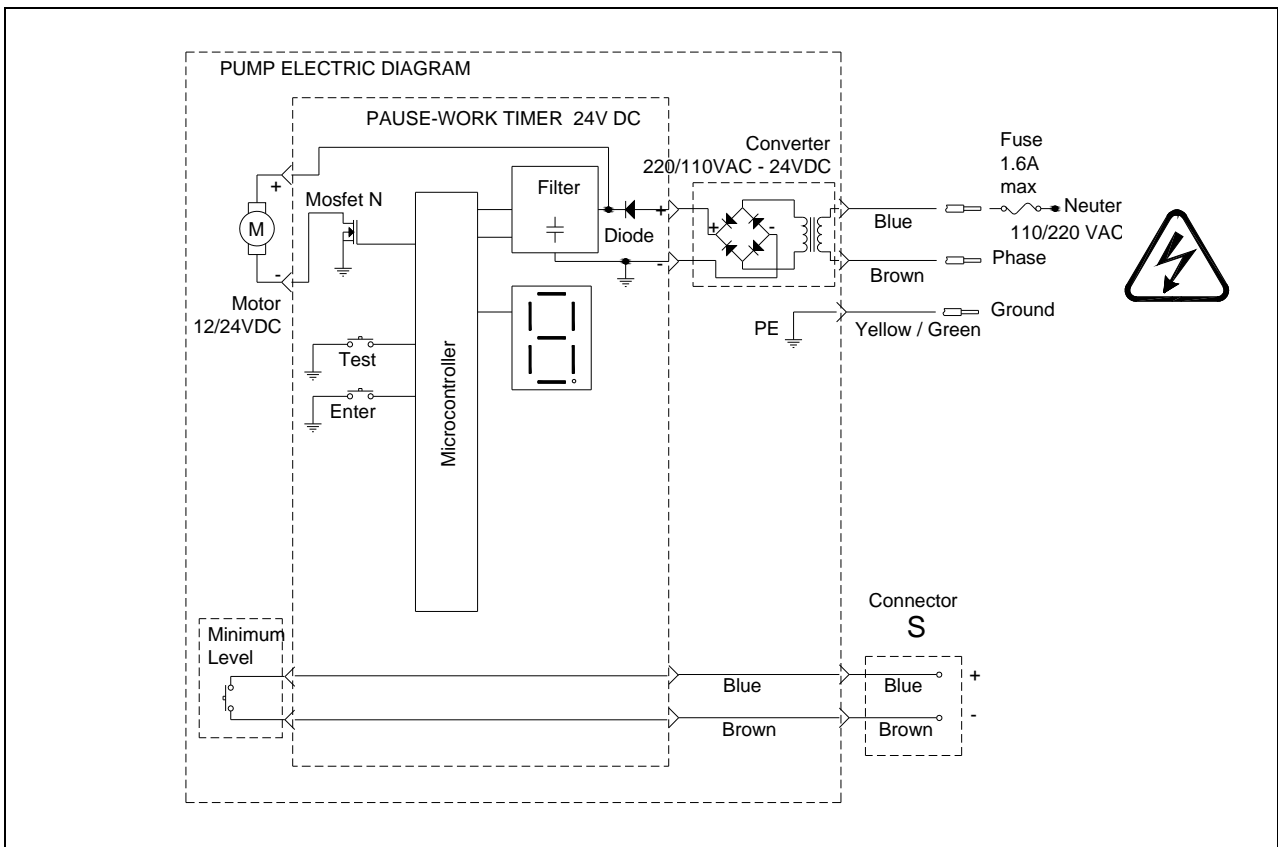 PUMP ELECTRIC DIAGRAM
PAUSE-WORK TIMER 24V DC
Converter
220/110VAC - 24VDC
Fuse
1.6A
max
Neuter
110/220 VAC
Blue
Phase
Brown
Ground
Yellow / Green
PE
+
Mosfet N
M
-
Motor
12/24VDC
Filter
Diode
+
-
+
-
Test
Enter
Microcontroller
Minimum
Level
Connector
S
Blue
Blue
+
Brown
Brown
-